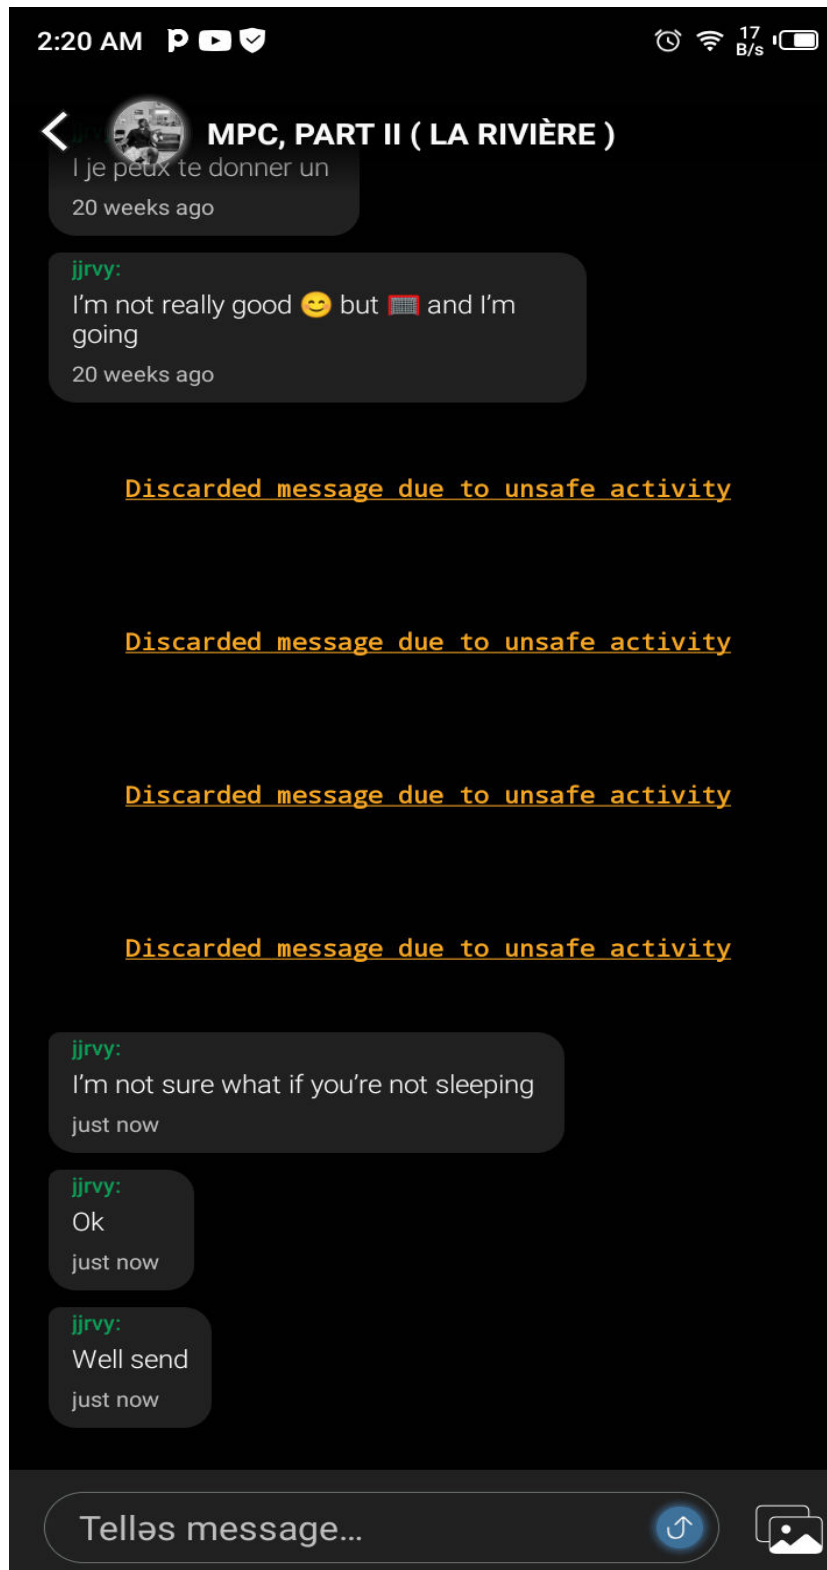 2:20 AM
17
B/s
MPC, PART II ( LA RIVIÈRE )
I je peux te donner un
20 weeks ago
jjrvy:
I’m not really good 😊 but 🥅 and I’m
going
20 weeks ago
Discarded message due to unsafe activity
Discarded message due to unsafe activity
Discarded message due to unsafe activity
Discarded message due to unsafe activity
jjrvy:
I’m not sure what if you’re not sleeping
just now
jjrvy:
Ok
just now
jjrvy:
Well send
just now
Tellǝs message...